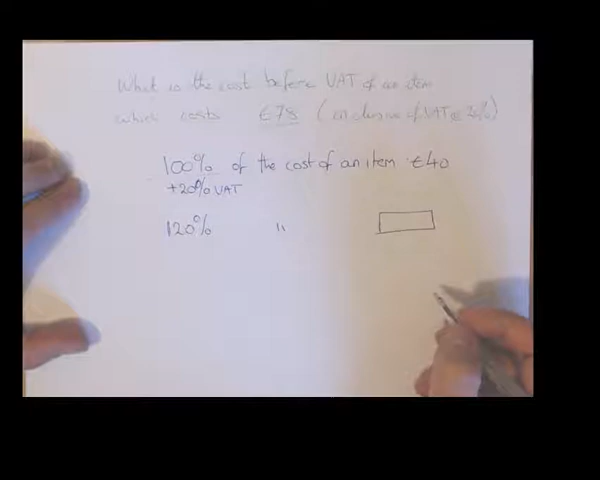 What is the cost before VAT of an item
which costs €78 (inclusive of VAT @ 20%)
100% of the cost of an item €40
+20% VAT
120% "